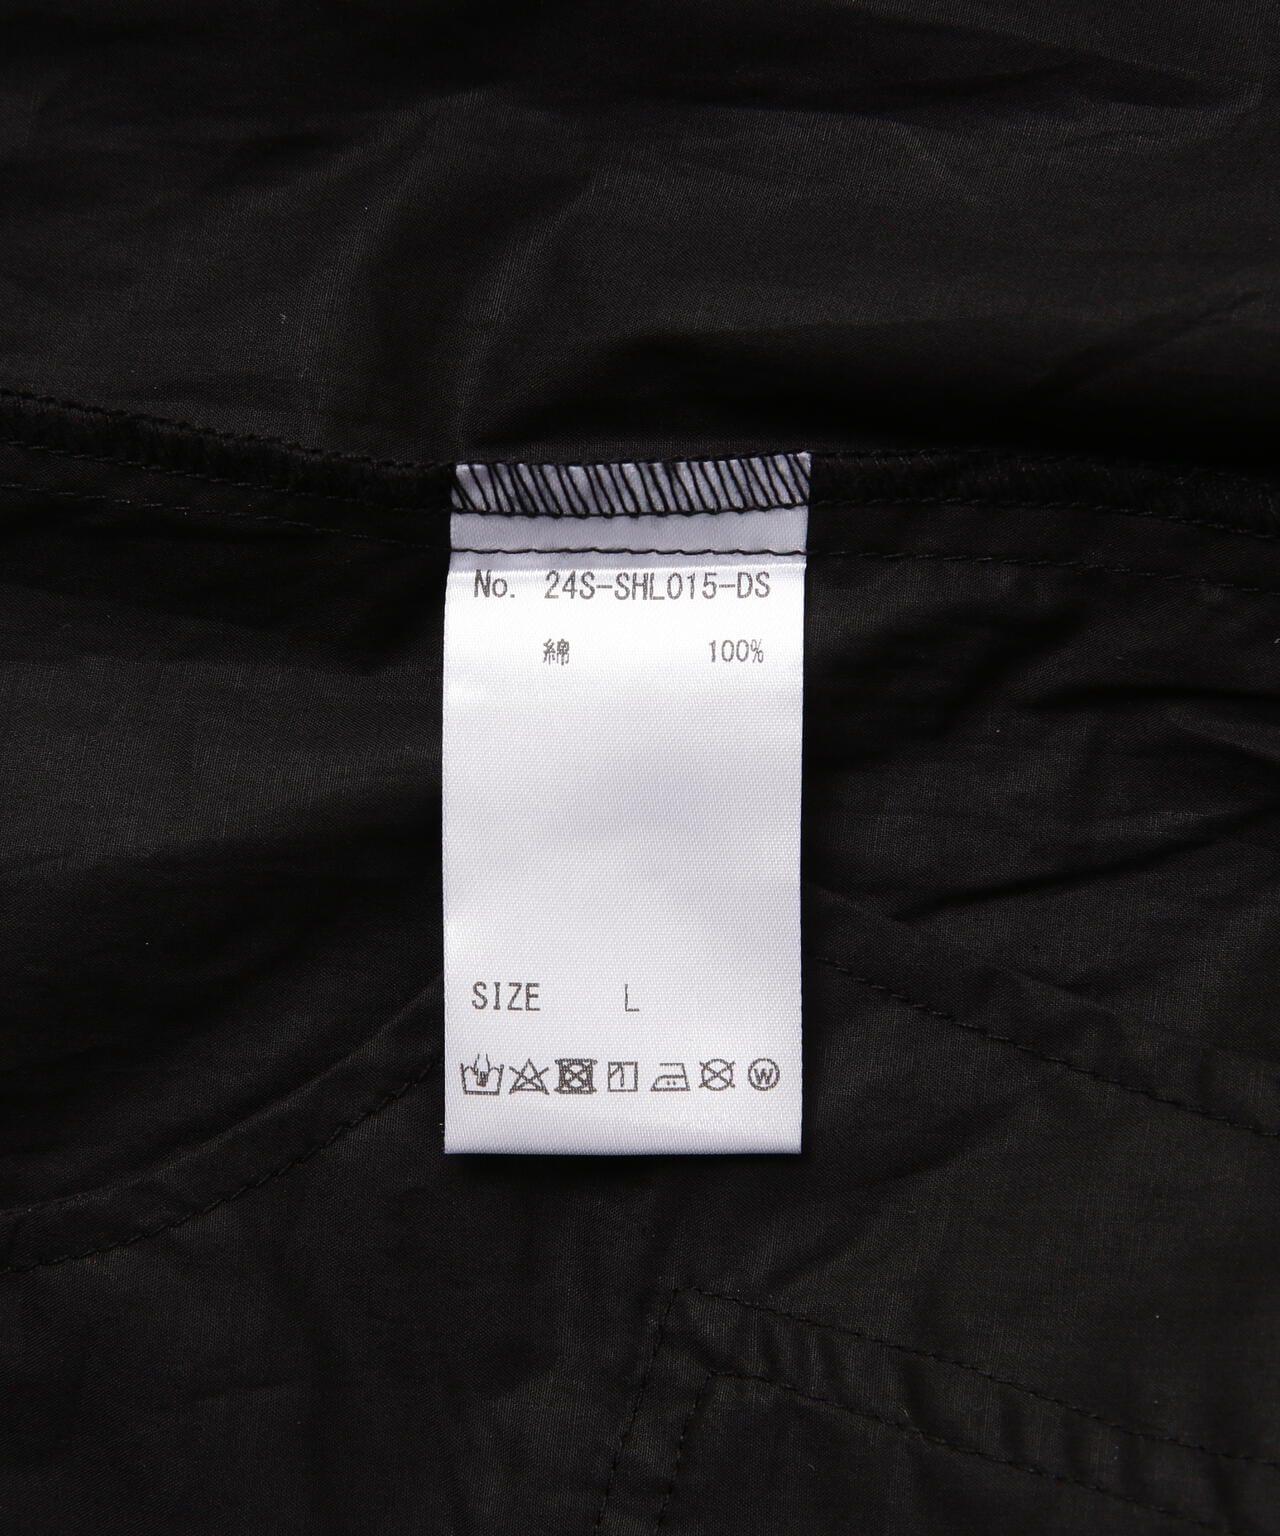 No. 24S-SHL015-DS
綿 100%
SIZE L
W